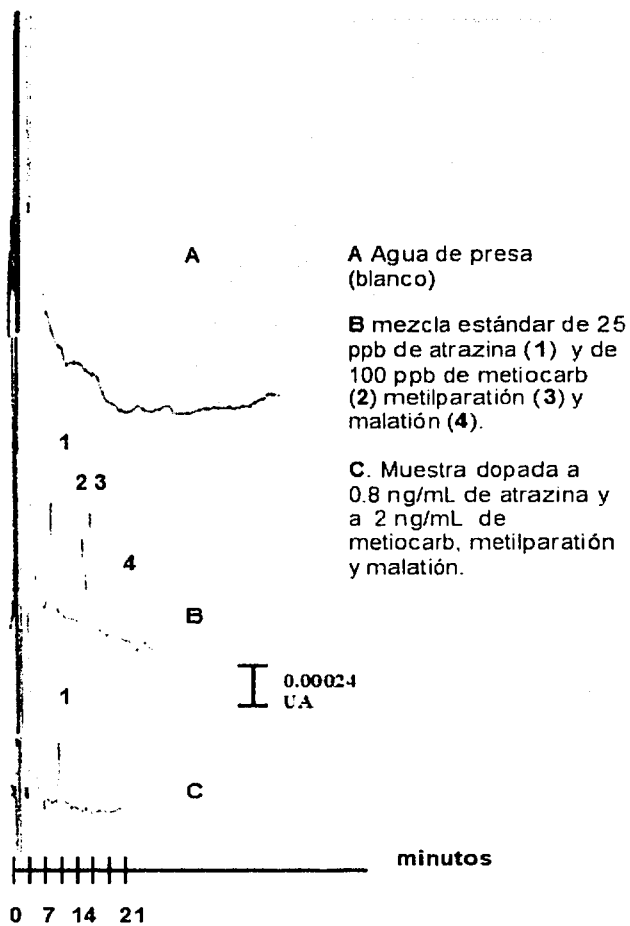 A
A Agua de presa
(blanco)
B mezcla estándar de 25
ppb de atrazina (1) y de
100 ppb de metiocarb
(2) metilparatión (3) y
malatión (4).
1
2 3
C. Muestra dopada a
0.8 ng/mL de atrazina y
a 2 ng/mL de
metiocarb, metilparatión
y malatión.
4
B
0.00024
UA
1
C
minutos
0 7 14 21